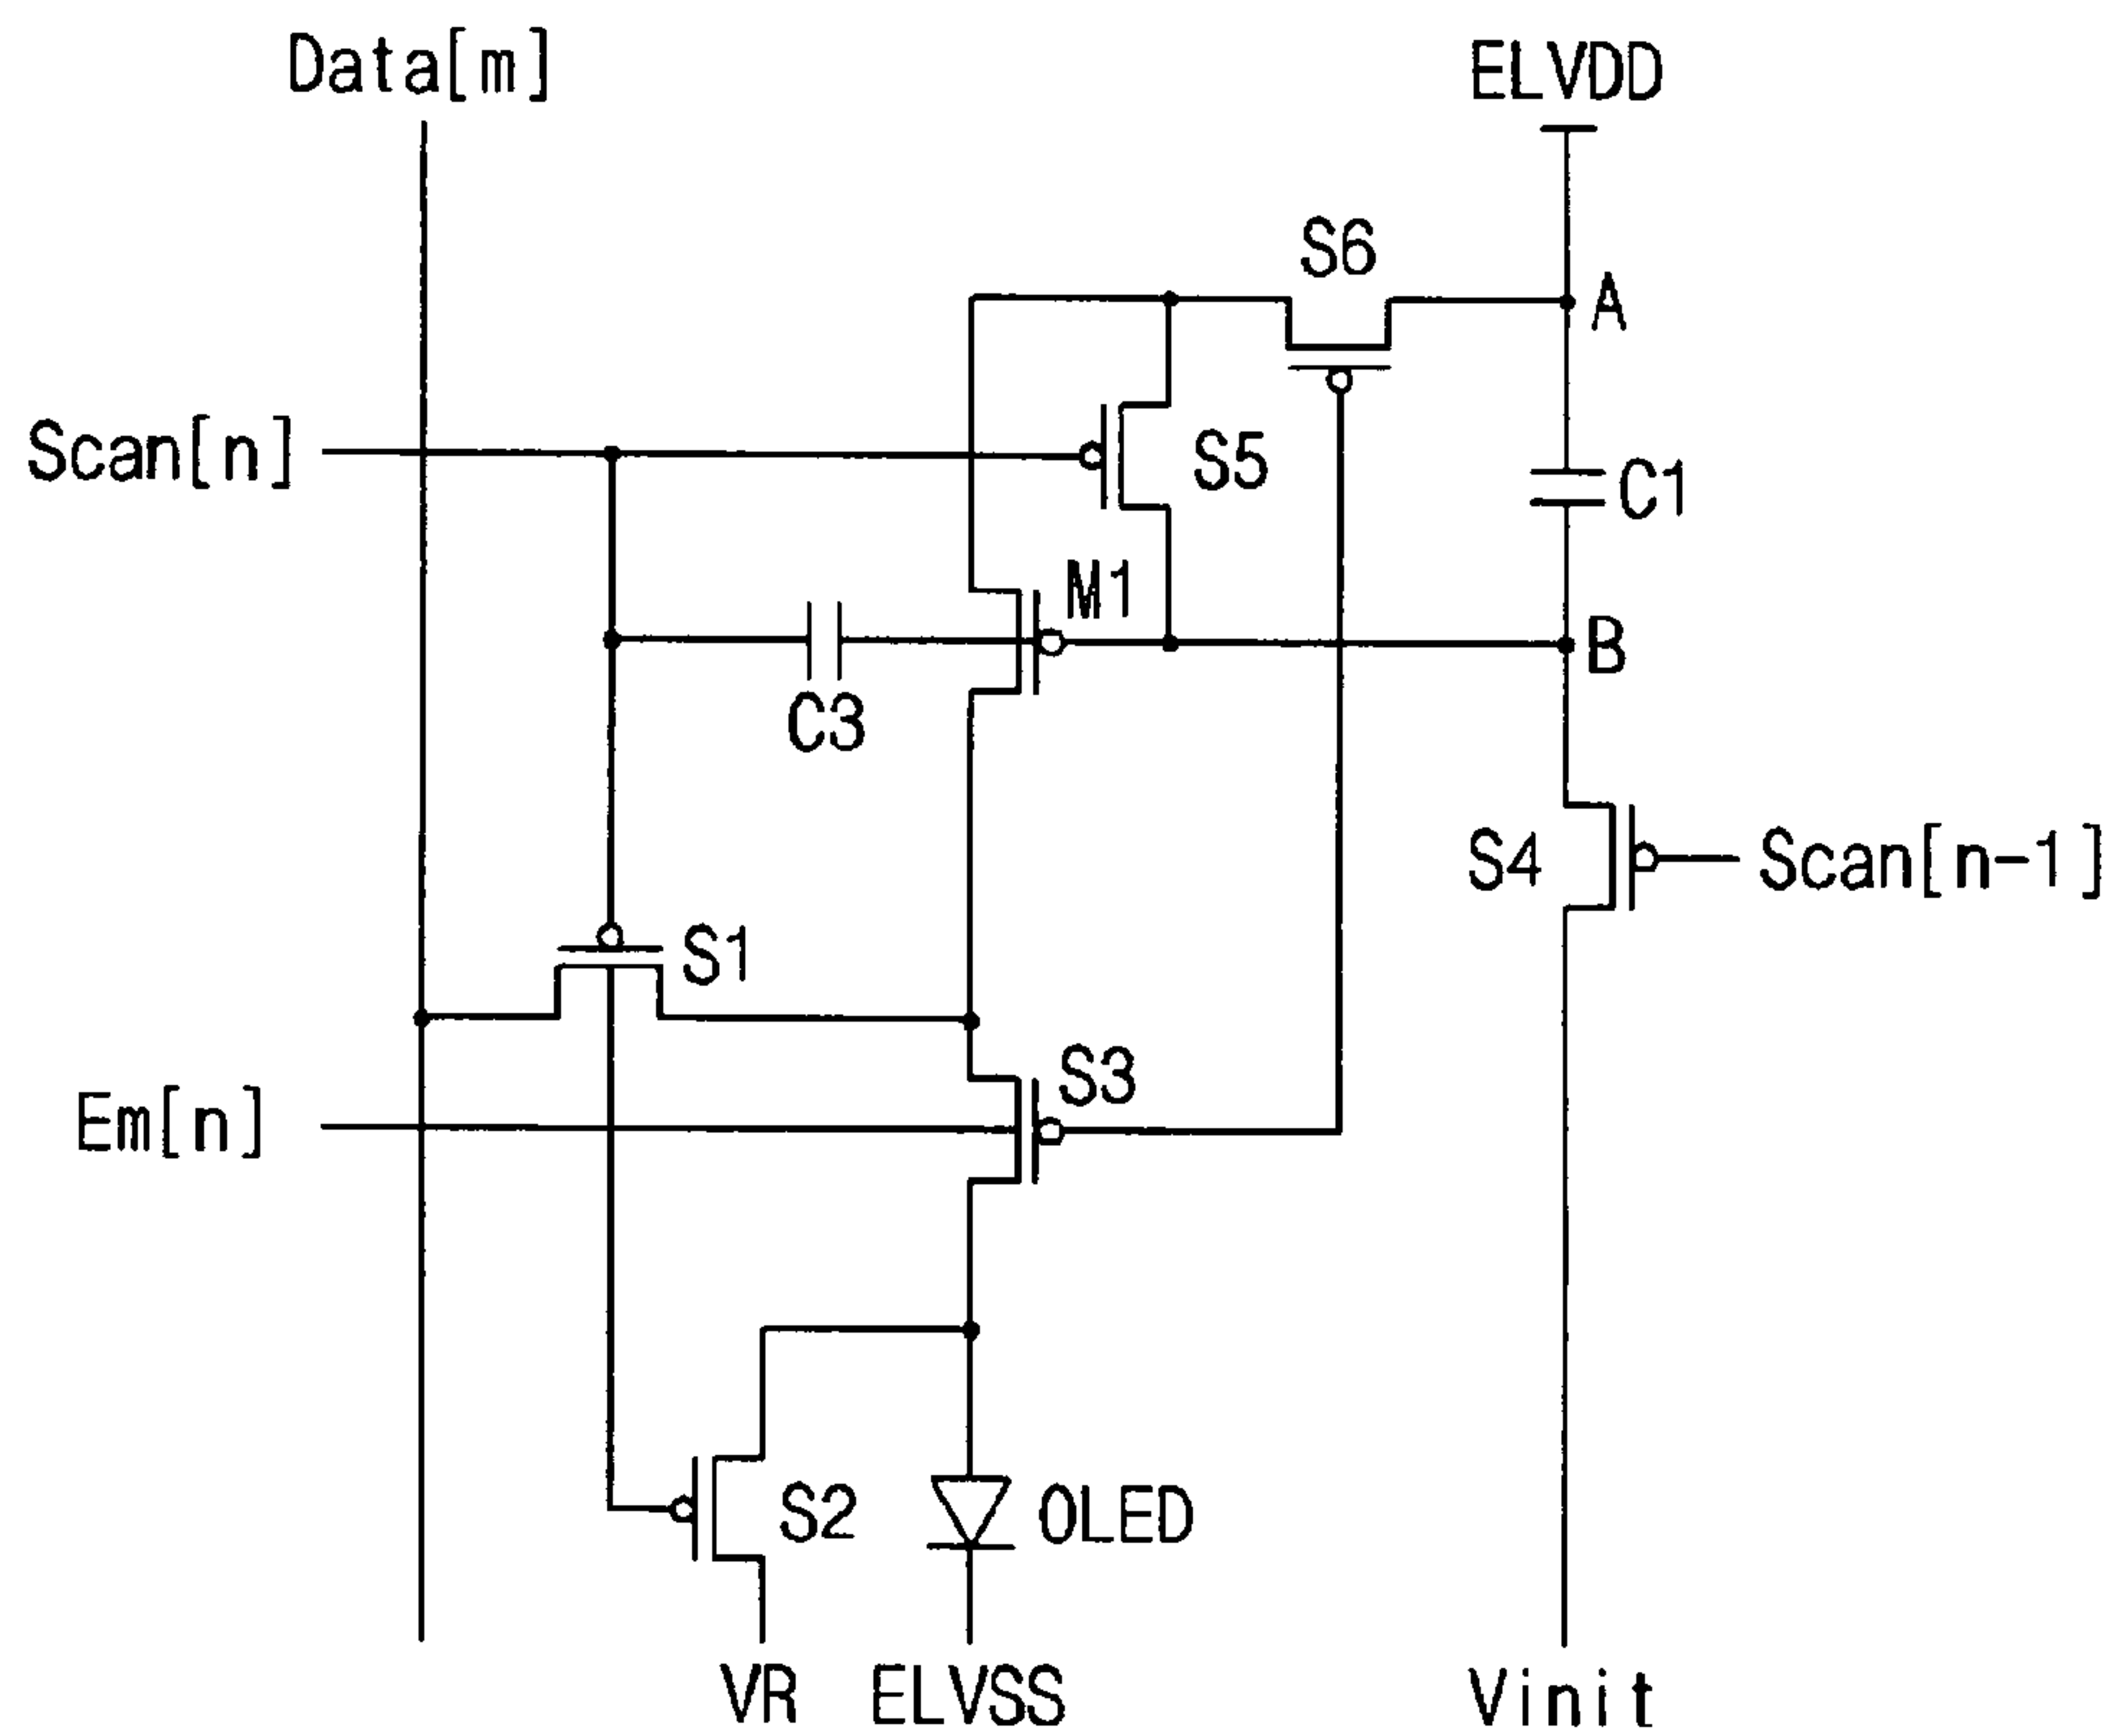 Data[m]
ELVDD
S6
A
Scan[n]
S5
C1
M1
B
C3
S4
Scan[n-1]
S1
S3
Em[n]
S2
OLED
VR
ELVSS
Vinit